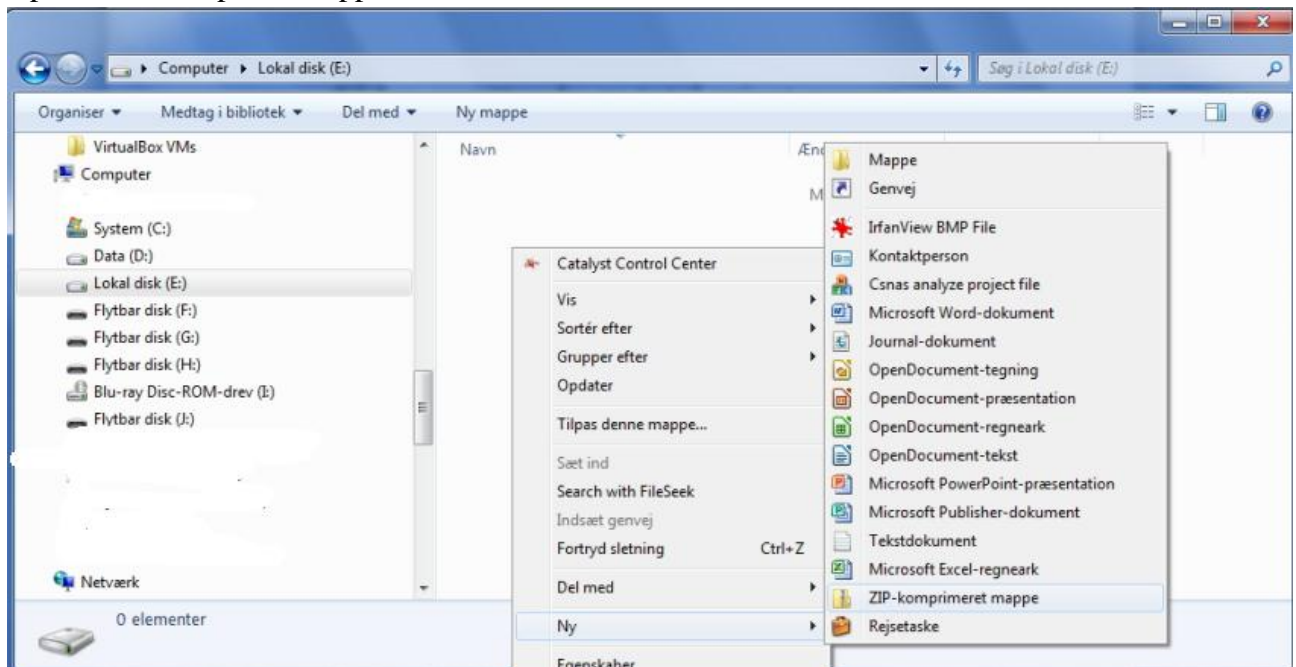 Computer ▸ Lokal disk (E:)
Søg i Lokal disk (E:)
Organiser
Medtag i bibliotek
Del med
Ny mappe
VirtualBox VMs
Computer
System (C:)
Data (D:)
Lokal disk (E:)
Flytbar disk (F:)
Flytbar disk (G:)
Flytbar disk (H:)
Blu-ray Disc-ROM-drev (I:)
Flytbar disk (J:)
Netværk
0 elementer
Navn
Catalyst Control Center
Vis
Sortér efter
Grupper efter
Opdater
Tilpas denne mappe...
Sæt ind
Search with FileSeek
Indsæt genvej
Fortryd sletning Ctrl+Z
Del med
Ny
Egenskaber
Mappe
Genvej
IrfanView BMP File
Kontaktperson
Csnas analyze project file
Microsoft Word-dokument
Journal-dokument
OpenDocument-tegning
OpenDocument-præsentation
OpenDocument-regneark
OpenDocument-tekst
Microsoft PowerPoint-præsentation
Microsoft Publisher-dokument
Tekstdokument
Microsoft Excel-regneark
ZIP-komprimeret mappe
Rejsetaske